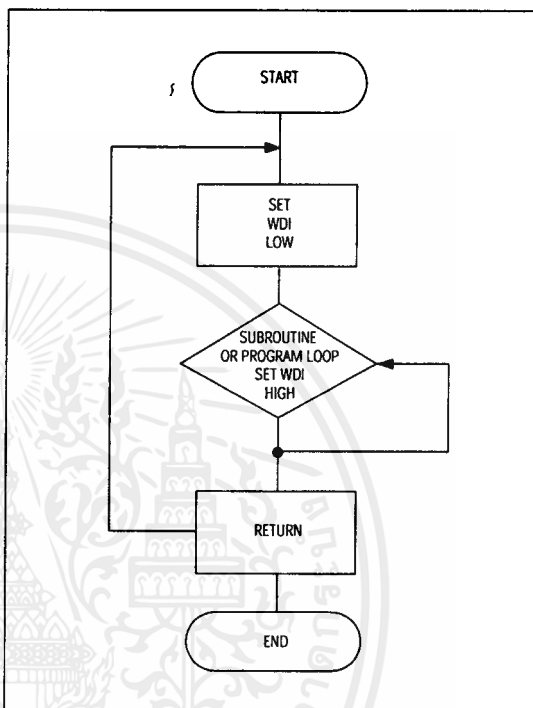 START
SET
WDI
LOW
SUBROUTINE
OR PROGRAM LOOP
SET WDI
HIGH
RETURN
END